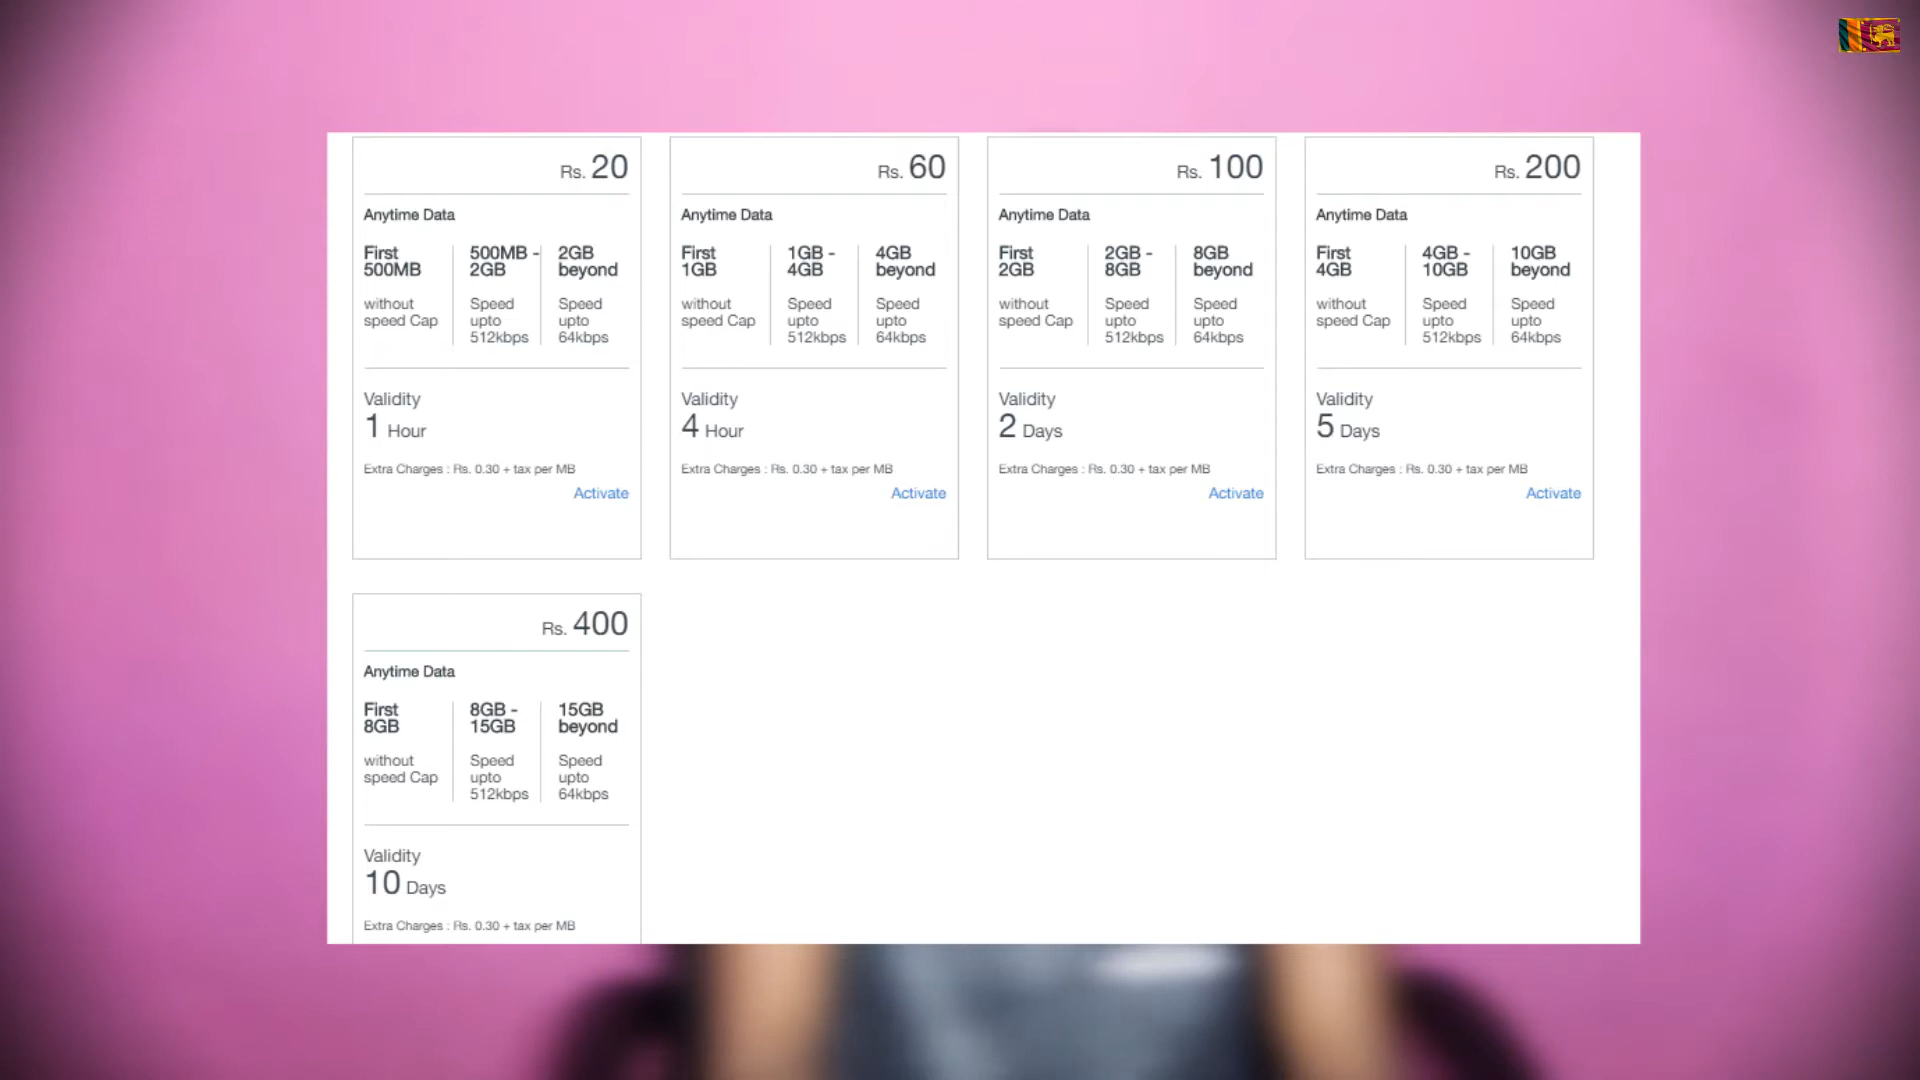 Rs. 20
Anytime Data
First 500MB
without speed Cap
500MB - 2GB
Speed upto 512kbps
2GB beyond
Speed upto 64kbps
Validity
1 Hour
Extra Charges : Rs. 0.30 + tax per MB
Activate
Rs. 60
Anytime Data
First 1GB
without speed Cap
1GB - 4GB
Speed upto 512kbps
4GB beyond
Speed upto 64kbps
Validity
4 Hour
Extra Charges : Rs. 0.30 + tax per MB
Activate
Rs. 100
Anytime Data
First 2GB
without speed Cap
2GB - 8GB
Speed upto 512kbps
8GB beyond
Speed upto 64kbps
Validity
2 Days
Extra Charges : Rs. 0.30 + tax per MB
Activate
Rs. 200
Anytime Data
First 4GB
without speed Cap
4GB - 10GB
Speed upto 512kbps
10GB beyond
Speed upto 64kbps
Validity
5 Days
Extra Charges : Rs. 0.30 + tax per MB
Activate
Rs. 400
Anytime Data
First 8GB
without speed Cap
8GB - 15GB
Speed upto 512kbps
15GB beyond
Speed upto 64kbps
Validity
10 Days
Extra Charges : Rs. 0.30 + tax per MB